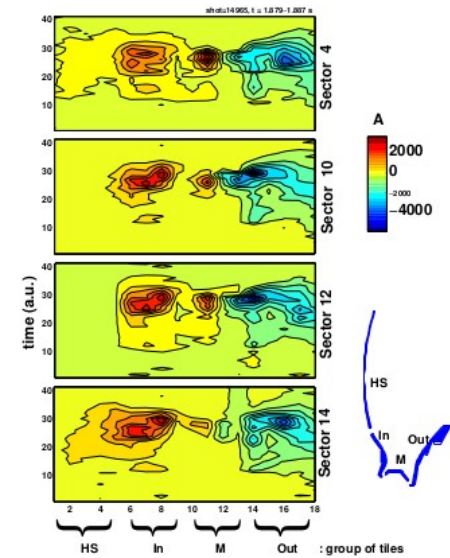 shot#14965, t = 1.879-1.887 s
40
30
20
10
Sector 4
40
30
20
10
Sector 10
40
30
20
10
Sector 12
40
30
20
10
Sector 14
time (a.u.)
2 4 6 8 10 12 14 16 18
HS In M Out : group of tiles
A
2000
0
-2000
-4000
HS
In
M
Out